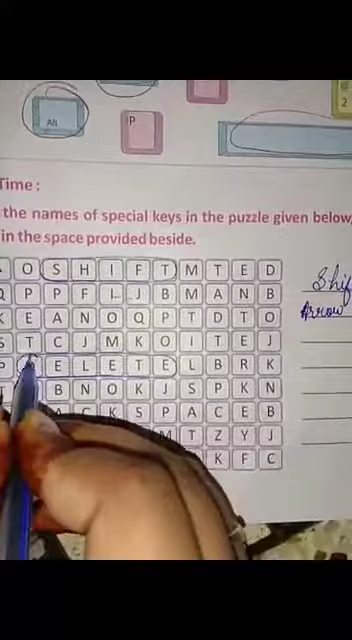 Alt
P
Time :
the names of special keys in the puzzle given below,
in the space provided beside.
O S H I F T M T E D
Q P P F I J B M A N B
K E A N O Q P T D T O
S T C J M K O I T E J
P D E L E T E L B R K
B N O K J S P K N
A C K S P A C E B
M T Z Y J
K F C
Shif
Arrow